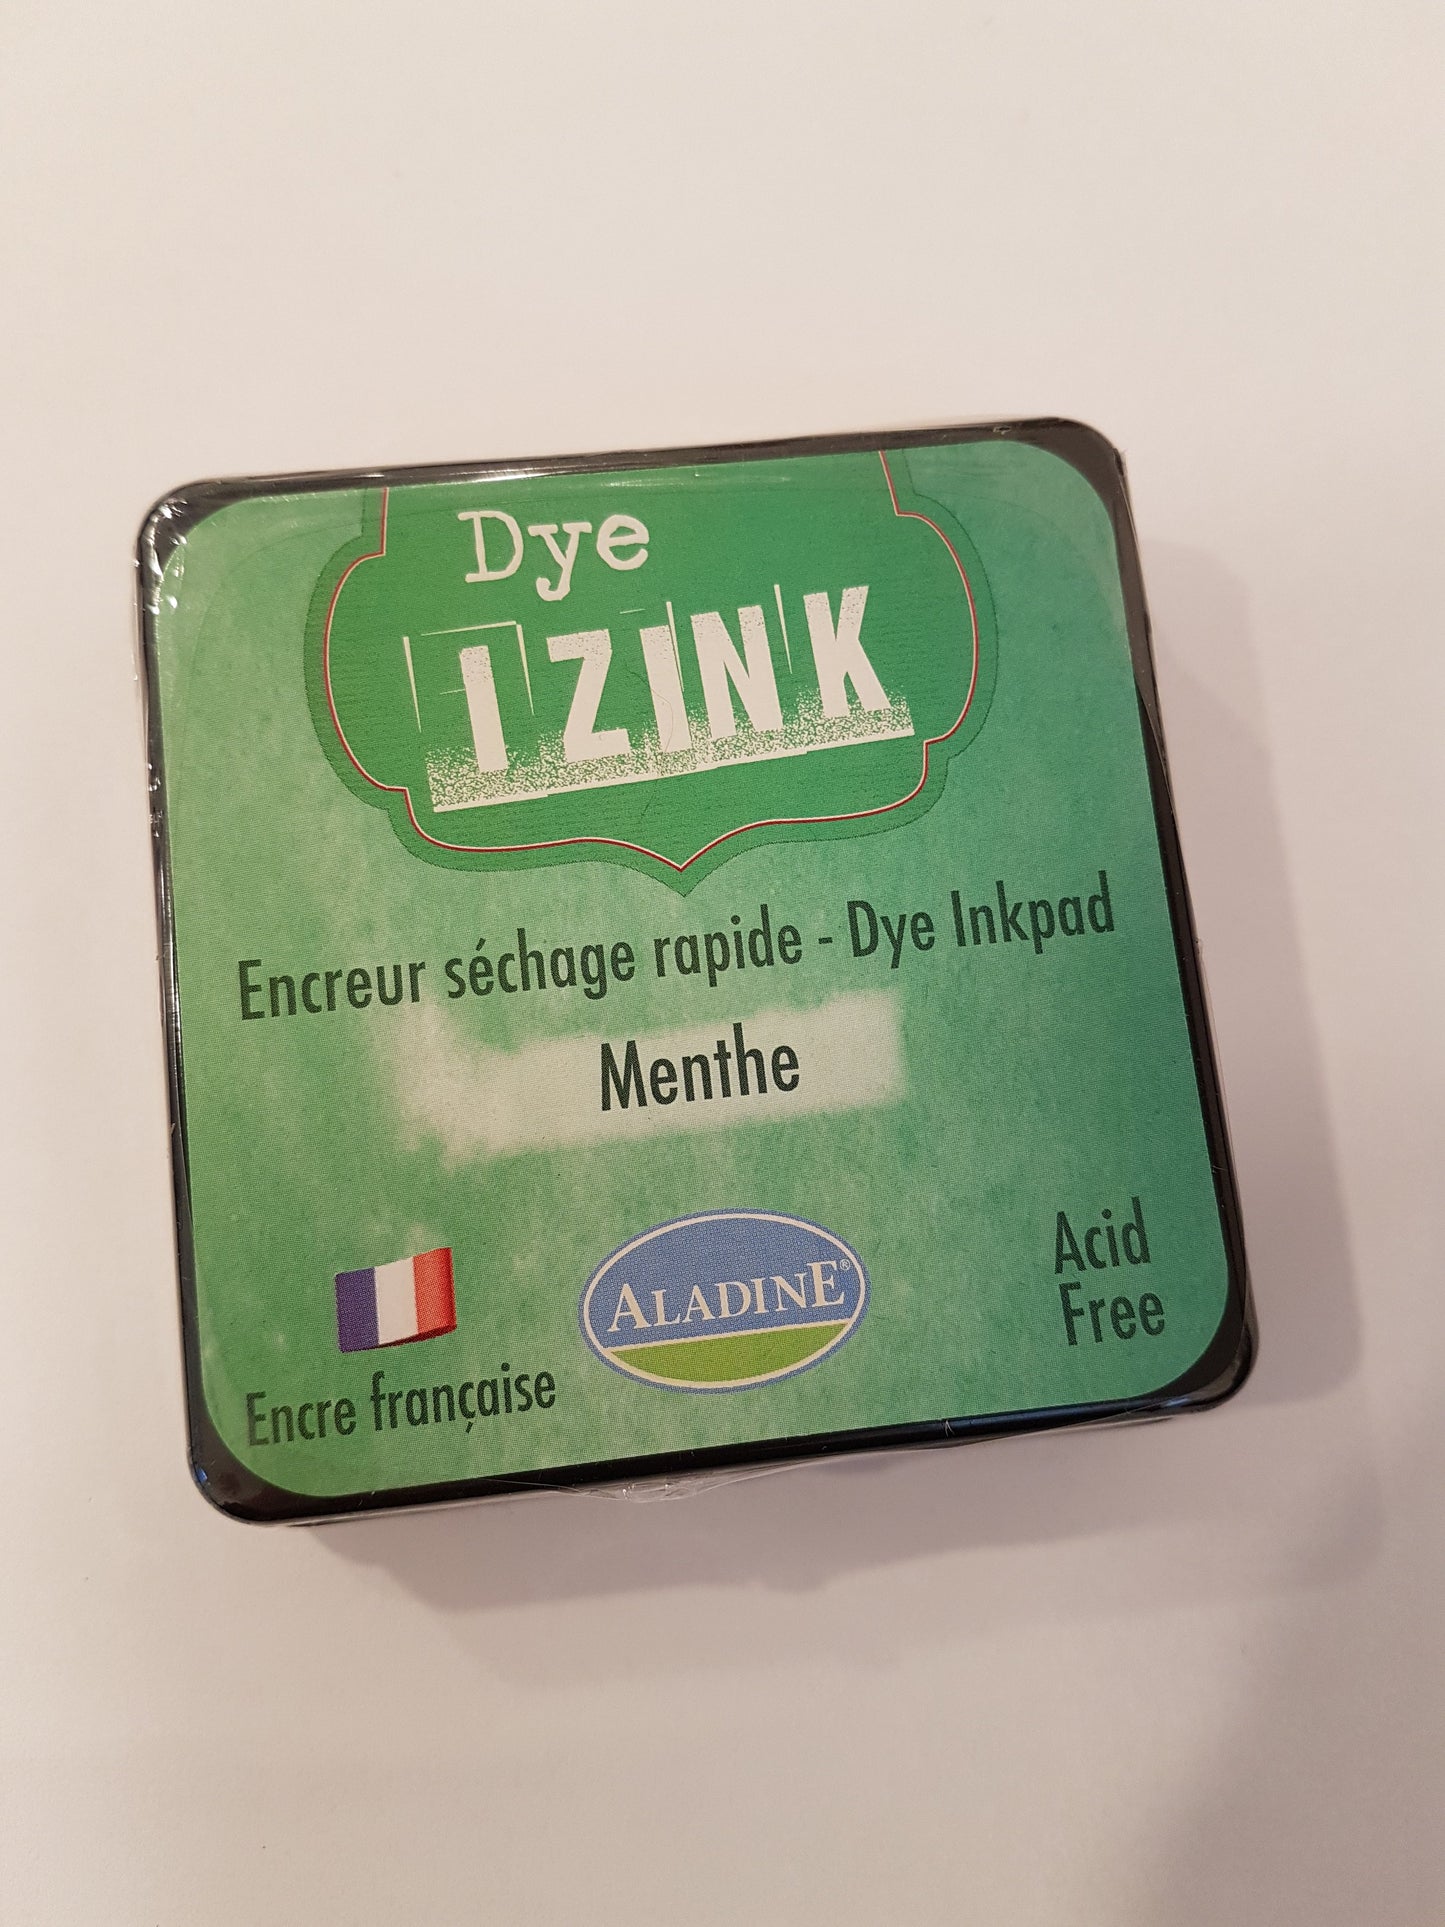 Dye
IZINK
Encreur séchage rapide - Dye Inkpad
Menthe
Encre française
ALADINE®
Acid
Free